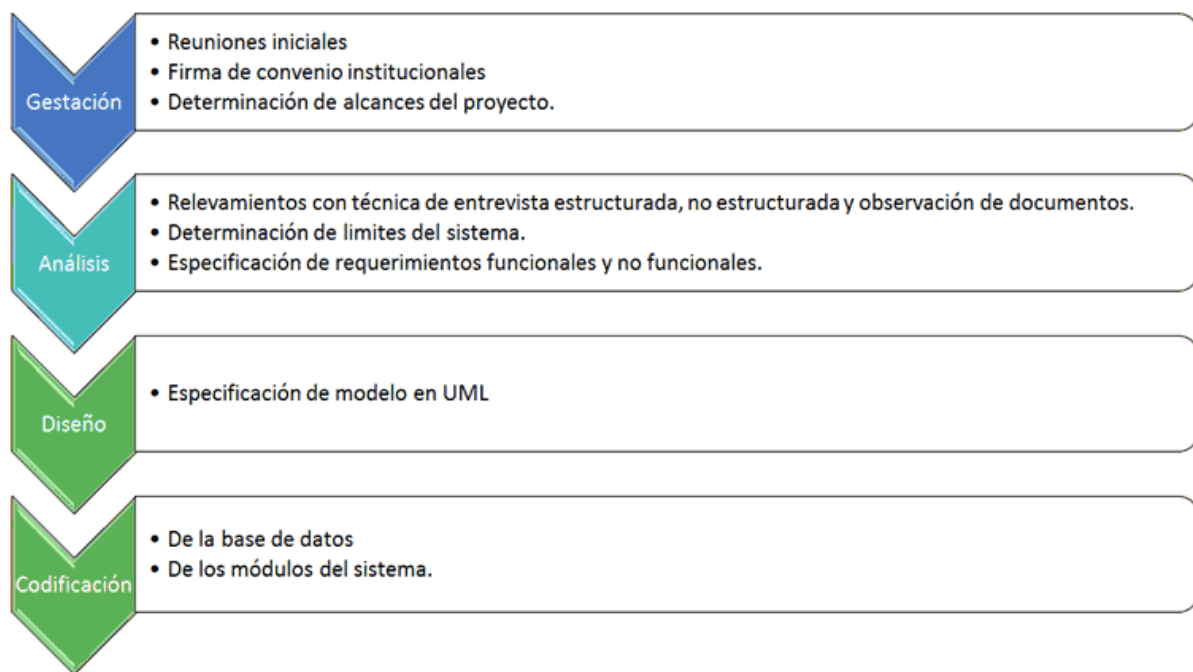 Gestación
• Reuniones iniciales
• Firma de convenio institucionales
• Determinación de alcances del proyecto.
Análisis
• Relevamientos con técnica de entrevista estructurada, no estructurada y observación de documentos.
• Determinación de limites del sistema.
• Especificación de requerimientos funcionales y no funcionales.
Diseño
• Especificación de modelo en UML
Codificación
• De la base de datos
• De los módulos del sistema.